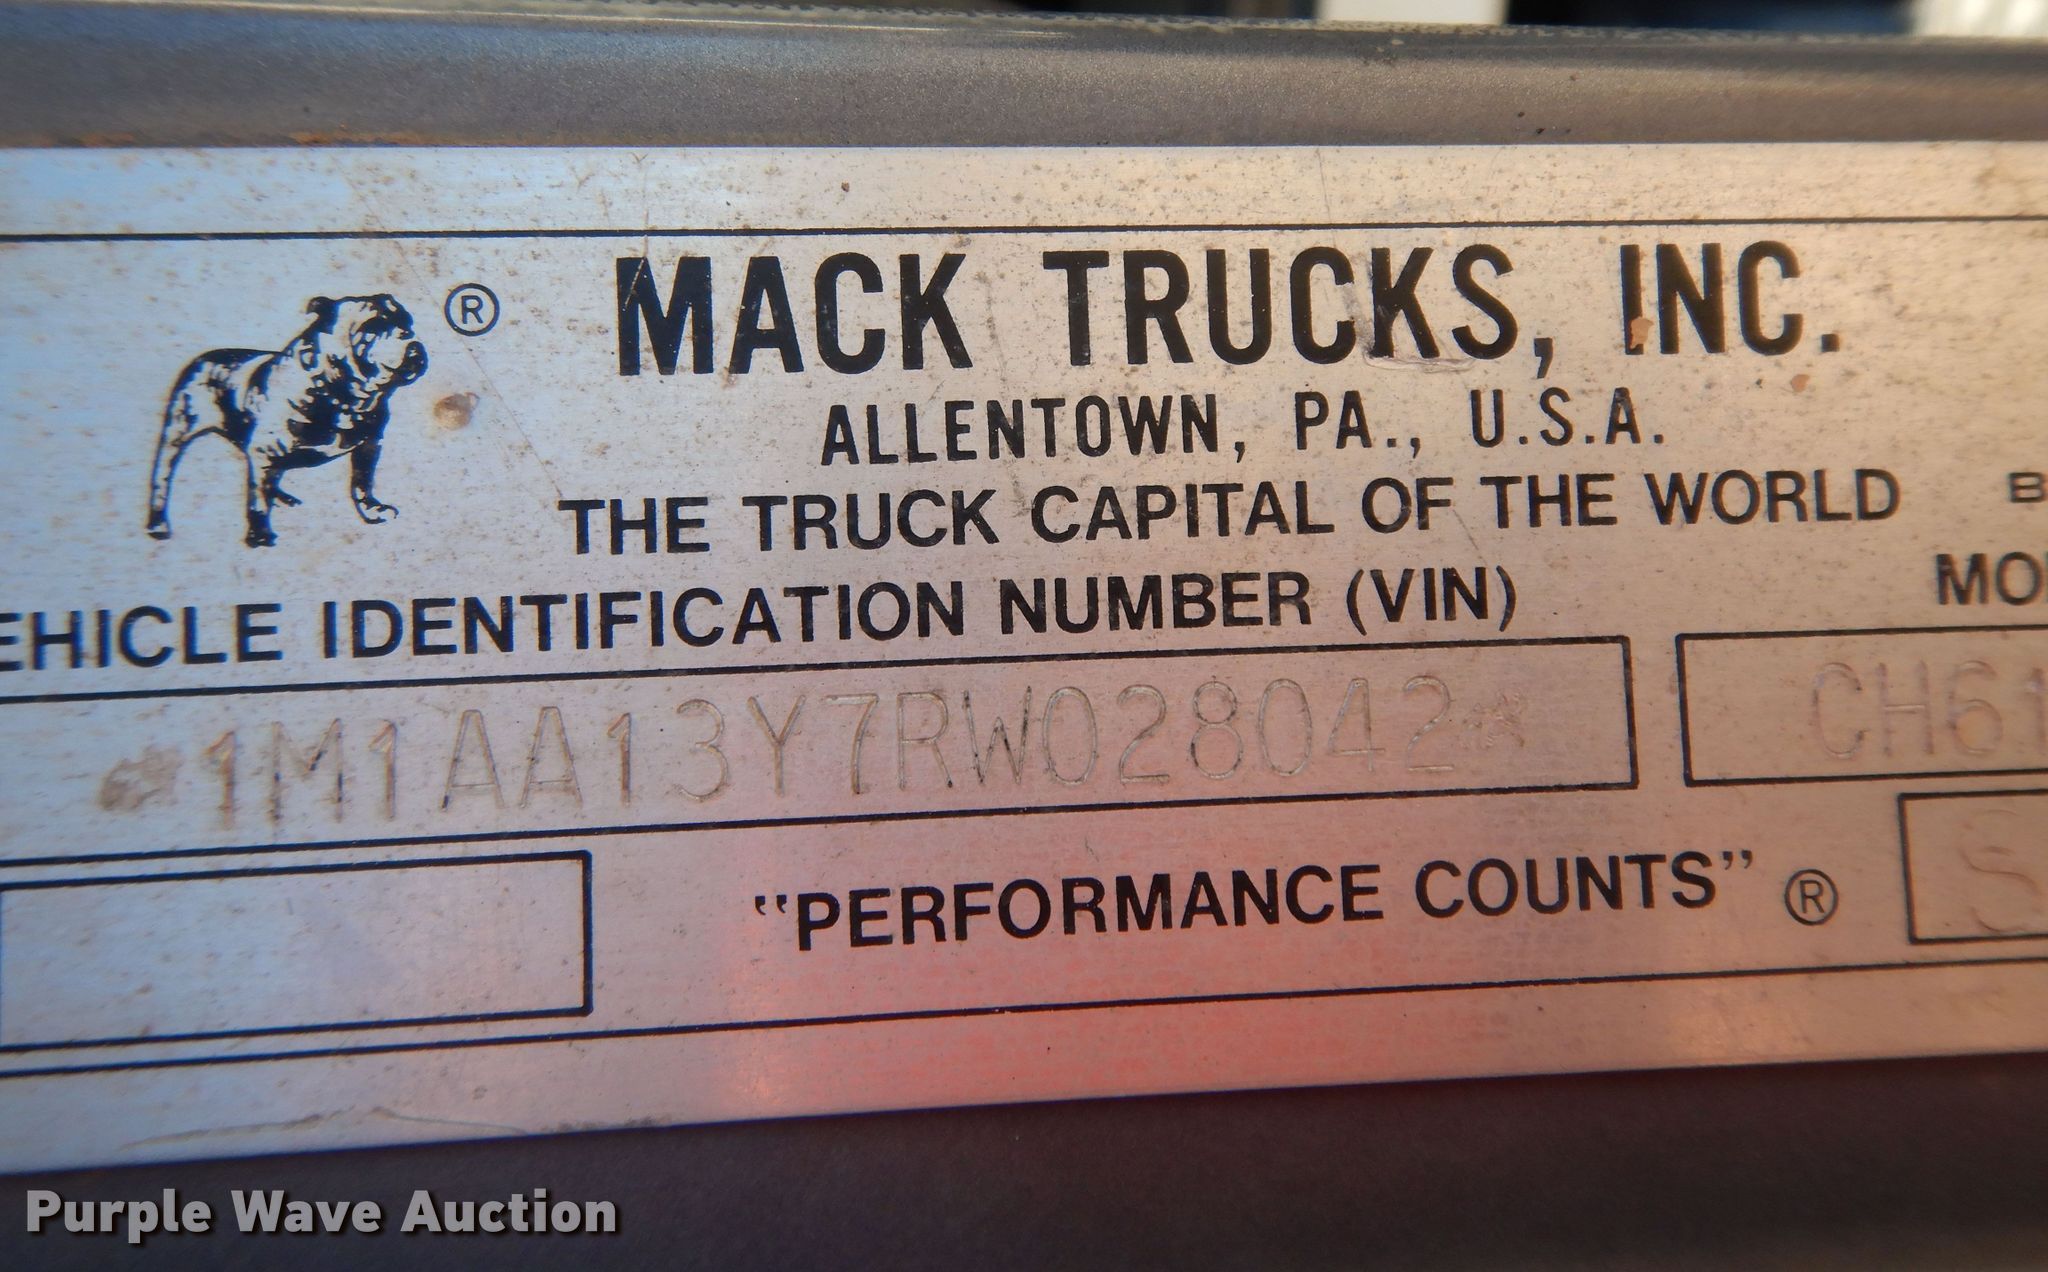 ®
MACK TRUCKS, INC.
ALLENTOWN, PA., U.S.A.
THE TRUCK CAPITAL OF THE WORLD
B
EHICLE IDENTIFICATION NUMBER (VIN)
MO
*1M1AA13Y7RW028042*
CH61
"PERFORMANCE COUNTS" ®
S
Purple Wave Auction